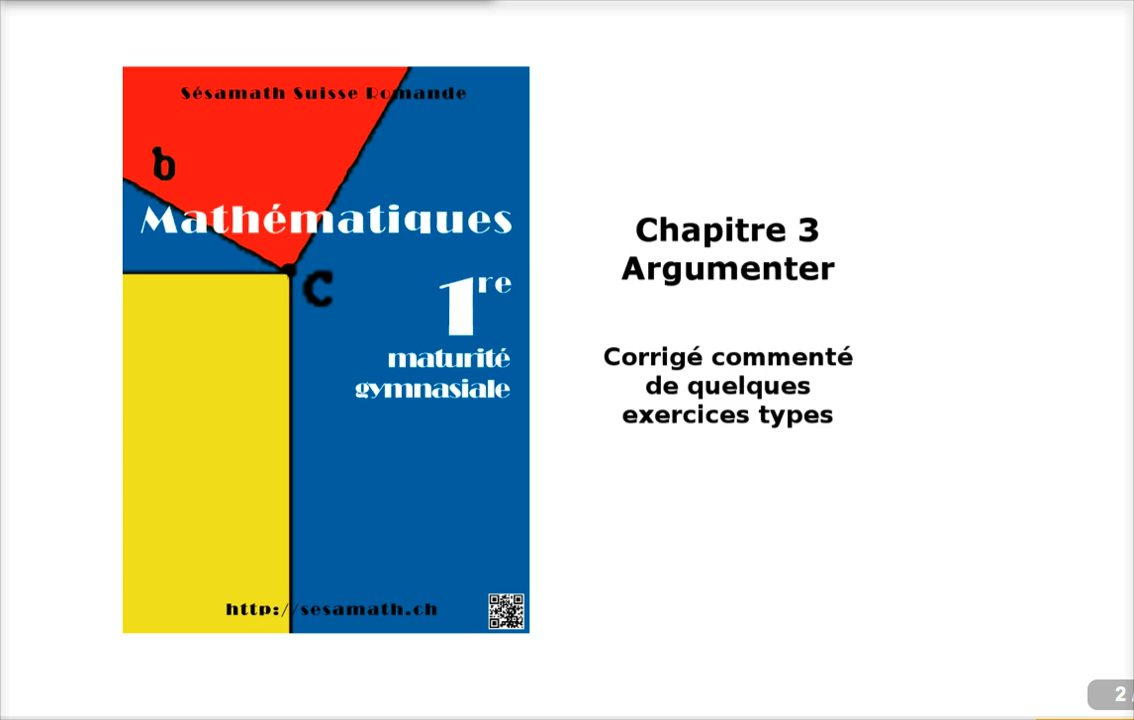 Sésamath Suisse Romande
b
Mathématiques
C
1re
maturité
gymnasiale
http://sesamath.ch
Chapitre 3
Argumenter
Corrigé commenté
de quelques
exercices types
2